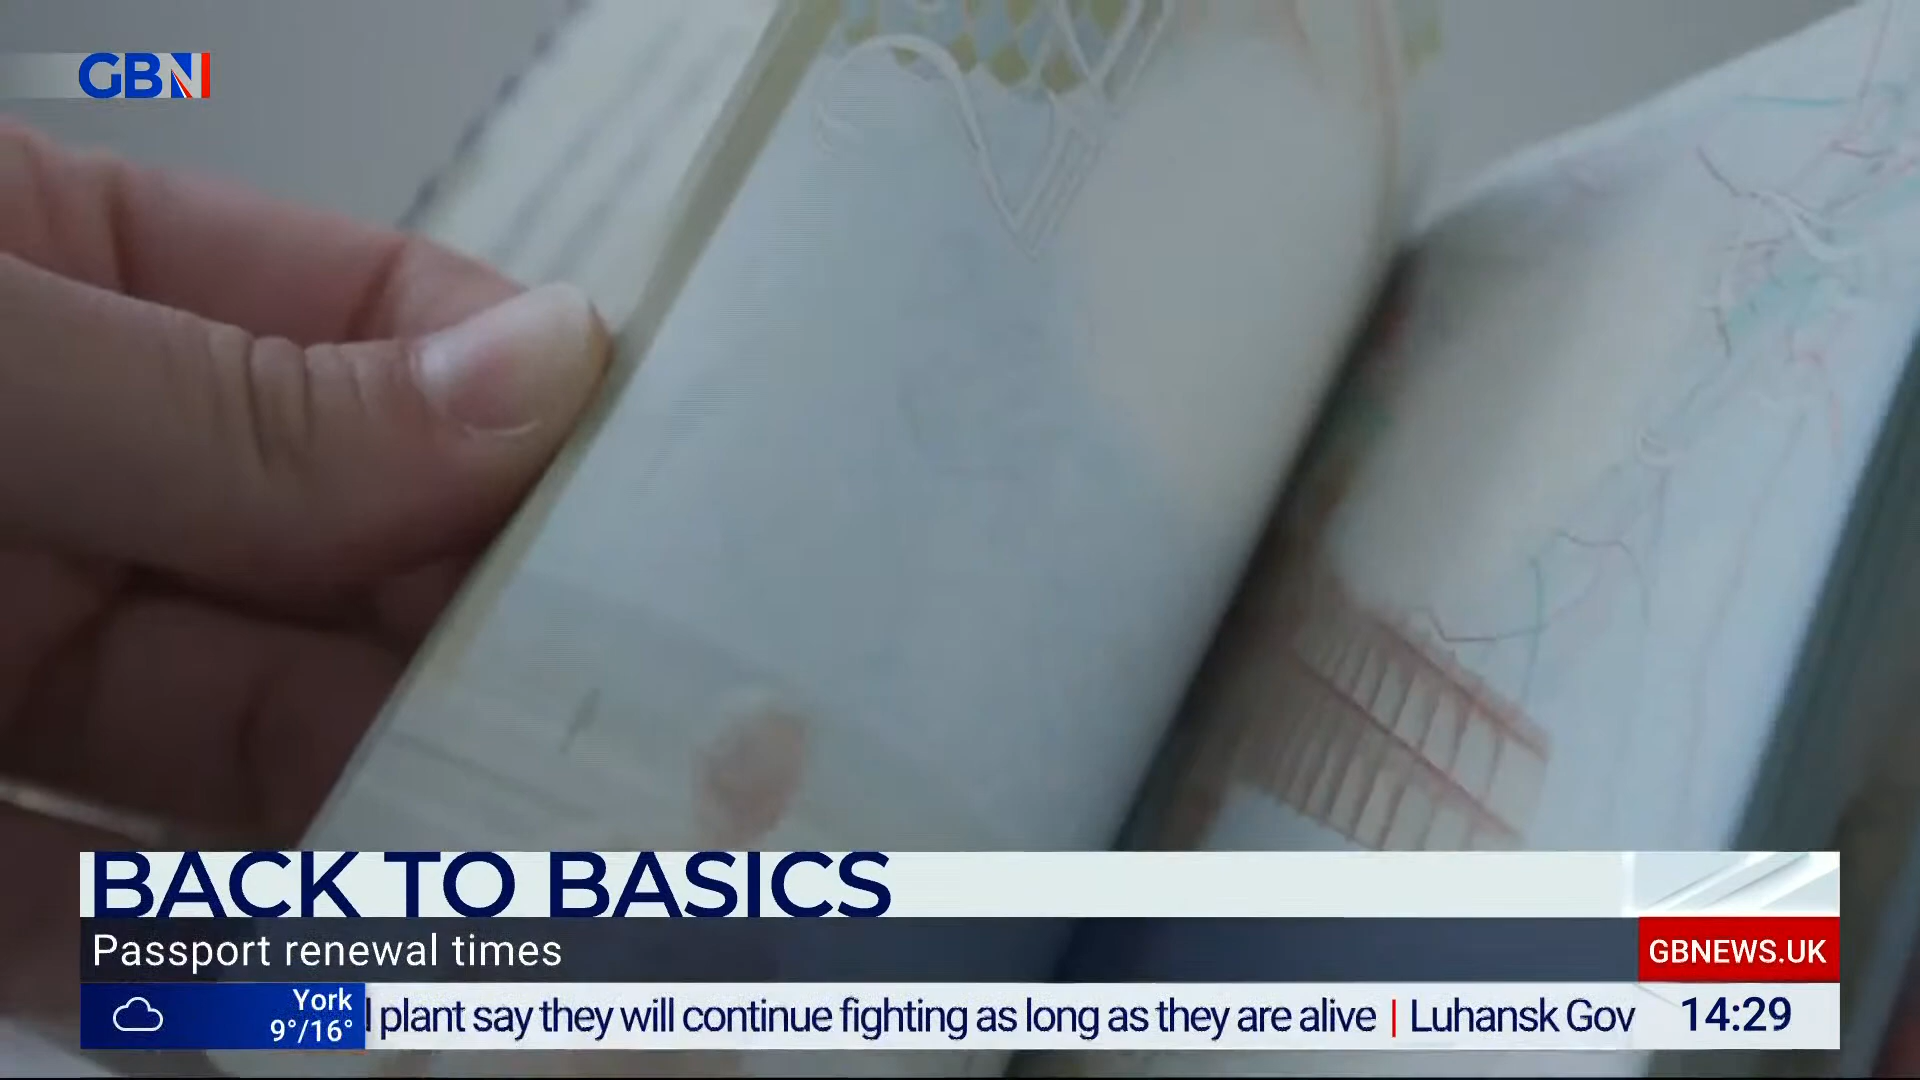 GBN
BACK TO BASICS
Passport renewal times
GBNEWS.UK
York
9°/16°
plant say they will continue fighting as long as they are alive | Luhansk Gov
14:29